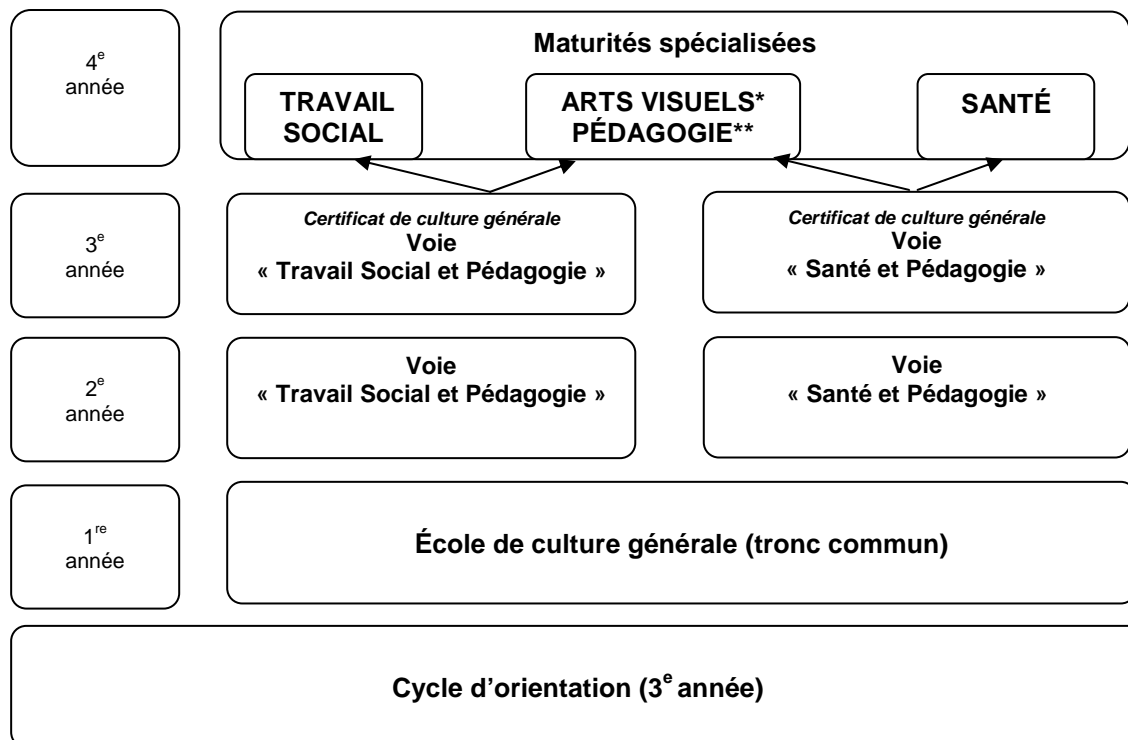 4e
année
Maturités spécialisées
TRAVAIL
SOCIAL
ARTS VISUELS*
PÉDAGOGIE**
SANTÉ
3e
année
Certificat de culture générale
Voie
« Travail Social et Pédagogie »
Certificat de culture générale
Voie
« Santé et Pédagogie »
2e
année
Voie
« Travail Social et Pédagogie »
Voie
« Santé et Pédagogie »
1re
année
École de culture générale (tronc commun)
Cycle d’orientation (3e année)